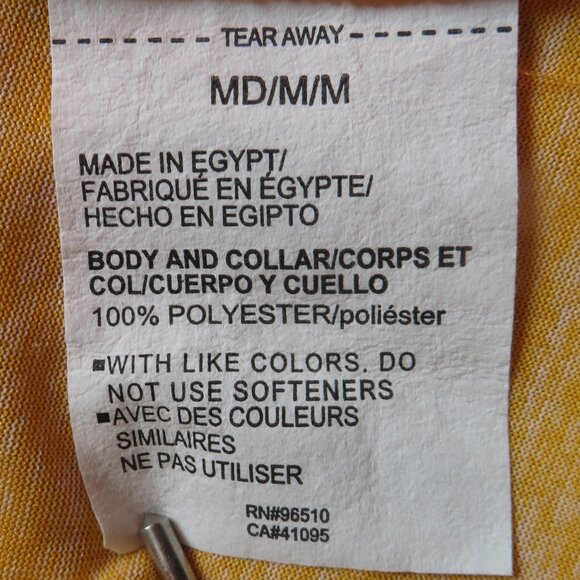 TEAR AWAY
MD/M/M
MADE IN EGYPT/
FABRIQUÉ EN ÉGYPTE/
HECHO EN EGIPTO
BODY AND COLLAR/CORPS ET
COL/CUERPO Y CUELLO
100% POLYESTER/poliéster
▪WITH LIKE COLORS. DO
NOT USE SOFTENERS
▪AVEC DES COULEURS
SIMILAIRES
NE PAS UTILISER
RN#96510
CA#41095